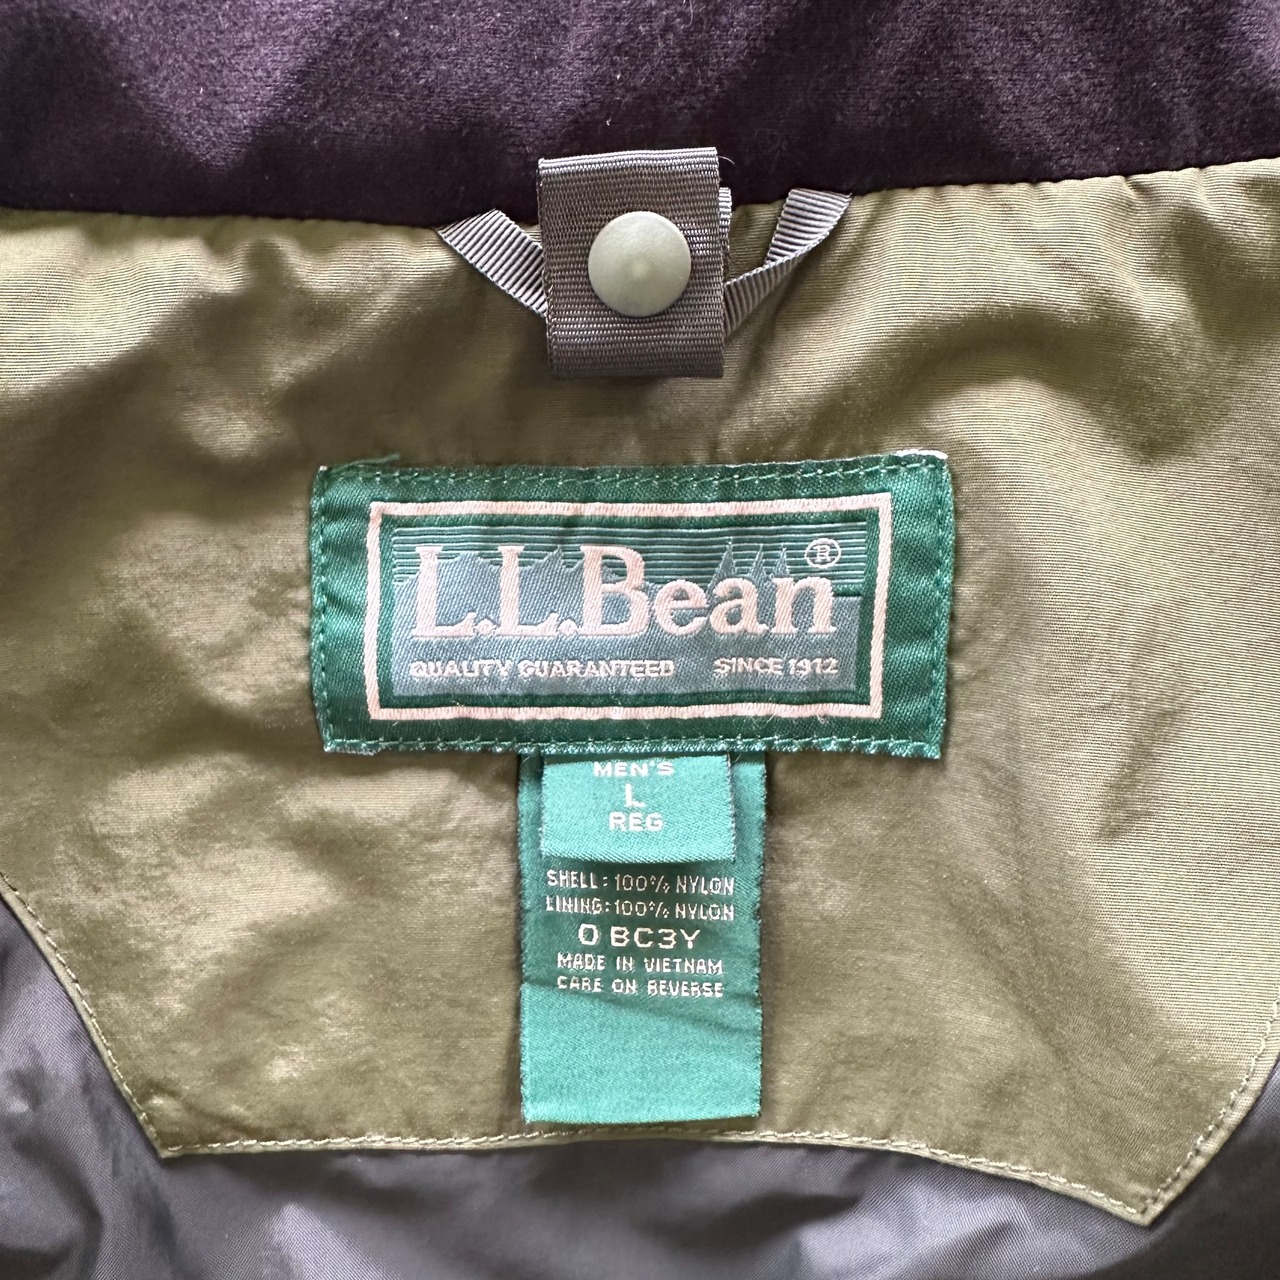 L.L.Bean®
QUALITY GUARANTEED SINCE 1912
MEN'S
L
REG
SHELL: 100% NYLON
LINING: 100% NYLON
0 BC3Y
MADE IN VIETNAM
CARE ON REVERSE